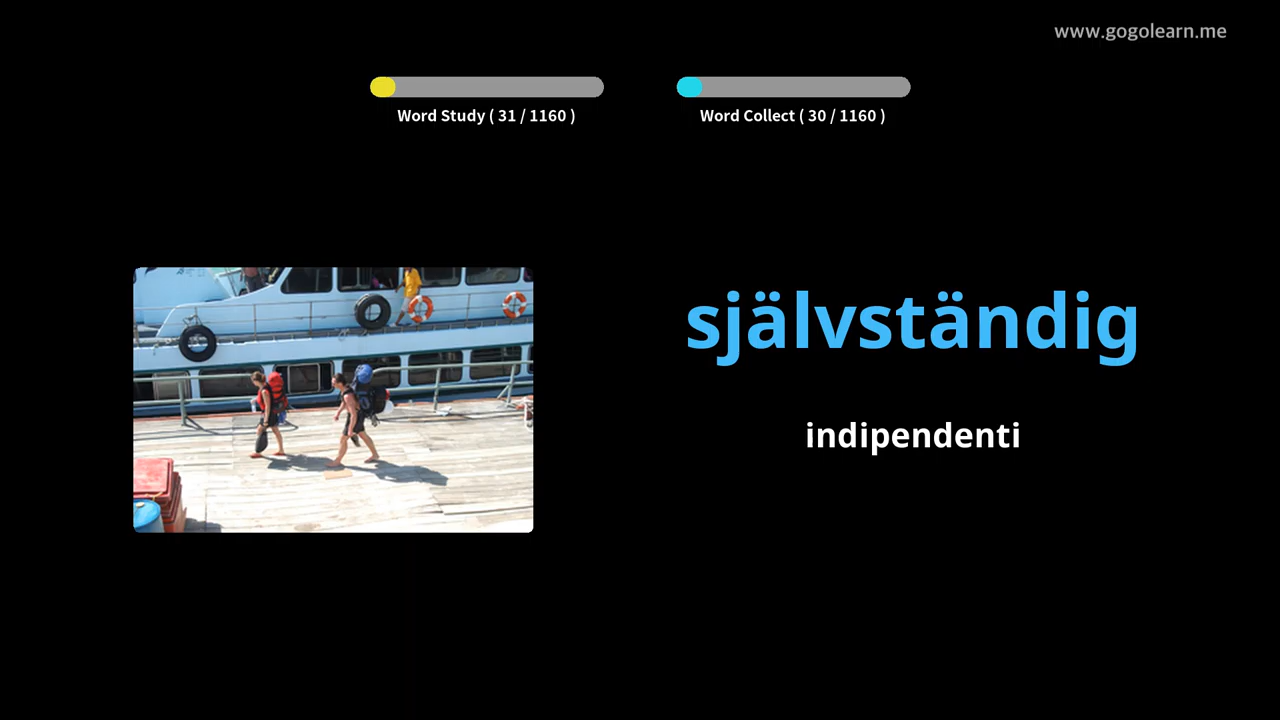 www.gogolearn.me
Word Study ( 31 / 1160 )
Word Collect ( 30 / 1160 )
självständig
indipendenti